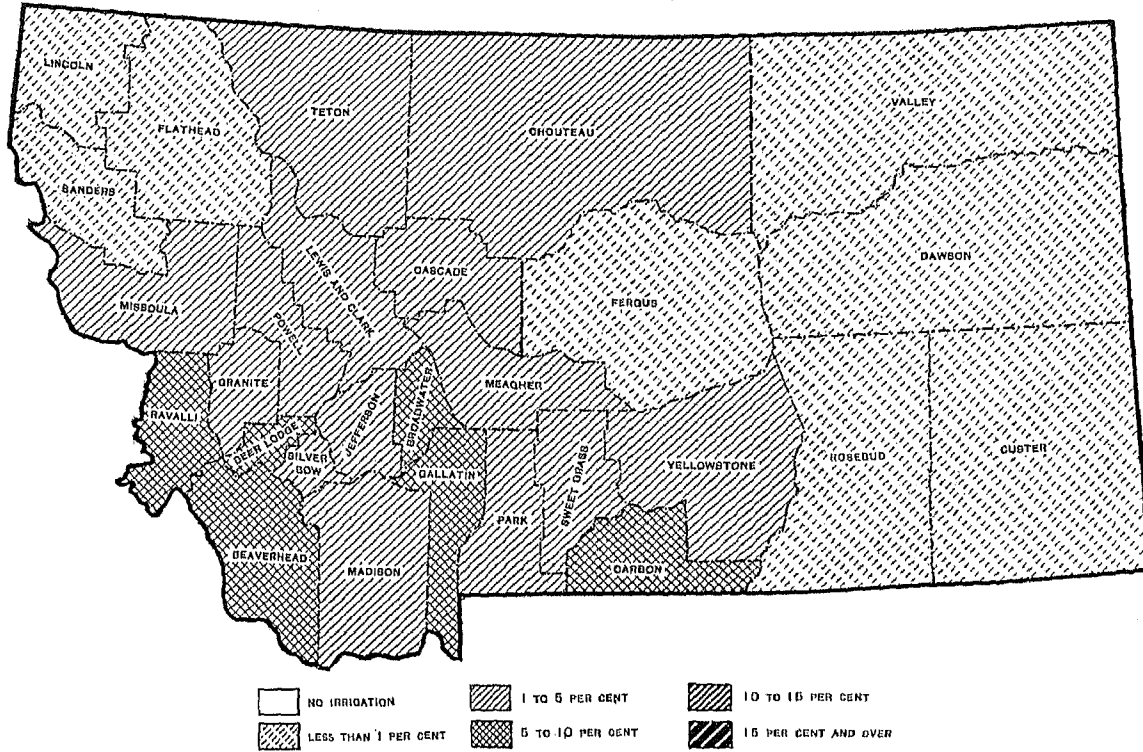 LINCOLN
FLATHEAD
TETON
CHOUTEAU
VALLEY
SANDERS
DAWSON
LEWIS AND CLARK
CASCADE
FERGUS
MISSOULA
POWELL
GRANITE
MEAGHER
BROADWATER
JEFFERSON
RAVALLI
DEER LODGE
SILVER BOW
GALLATIN
SWEET GRASS
YELLOWSTONE
ROSEBUD
CUSTER
PARK
BEAVERHEAD
MADISON
CARBON
NO IRRIGATION
1 TO 5 PER CENT
10 TO 15 PER CENT
LESS THAN 1 PER CENT
5 TO 10 PER CENT
15 PER CENT AND OVER